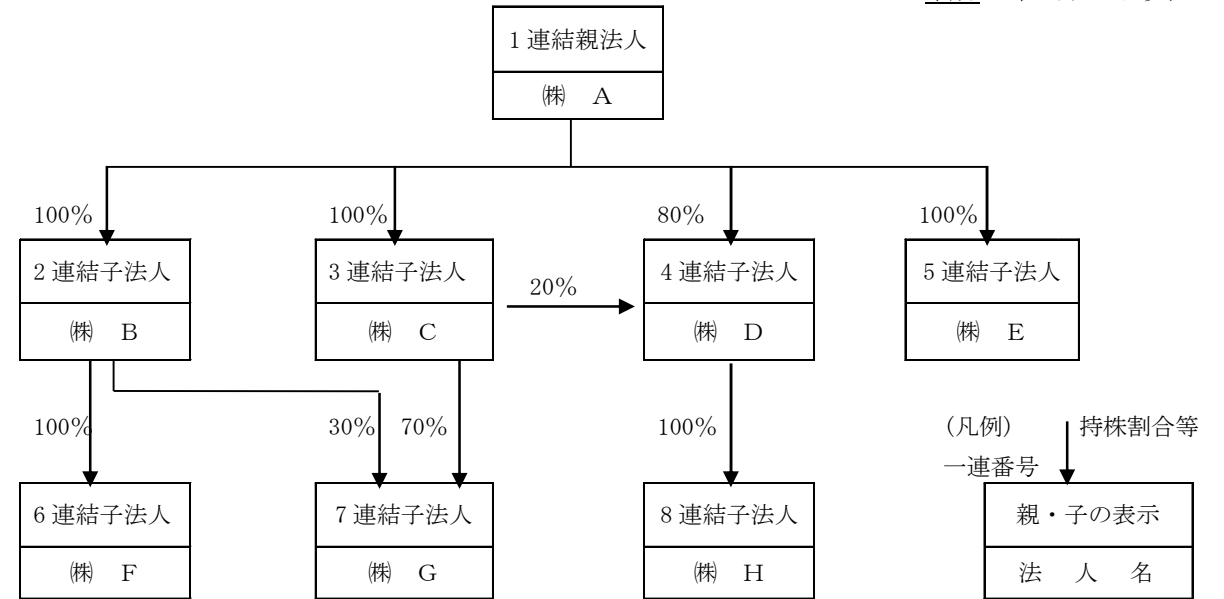 1 連結親法人
㈱ A
100%
100%
80%
100%
2 連結子法人
3 連結子法人
4 連結子法人
5 連結子法人
20%
㈱ B
㈱ C
㈱ D
㈱ E
100%
30%
70%
100%
(凡例)
持株割合等
一連番号
6 連結子法人
7 連結子法人
8 連結子法人
親・子の表示
㈱ F
㈱ G
㈱ H
法 人 名